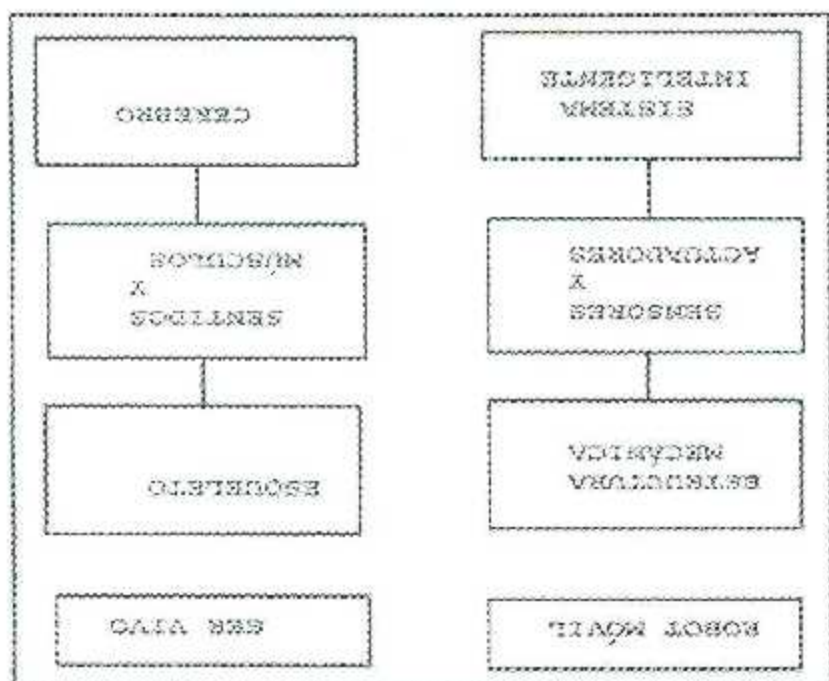 ROBOT MÓVIL
SER VIVO
ESTRUCTURA
MECÁNICA
ESQUELETO
SENSORES
Y
ACTUADORES
SENTIDOS
Y
MÚSCULOS
SISTEMA
INTELIGENTE
CEREBRO